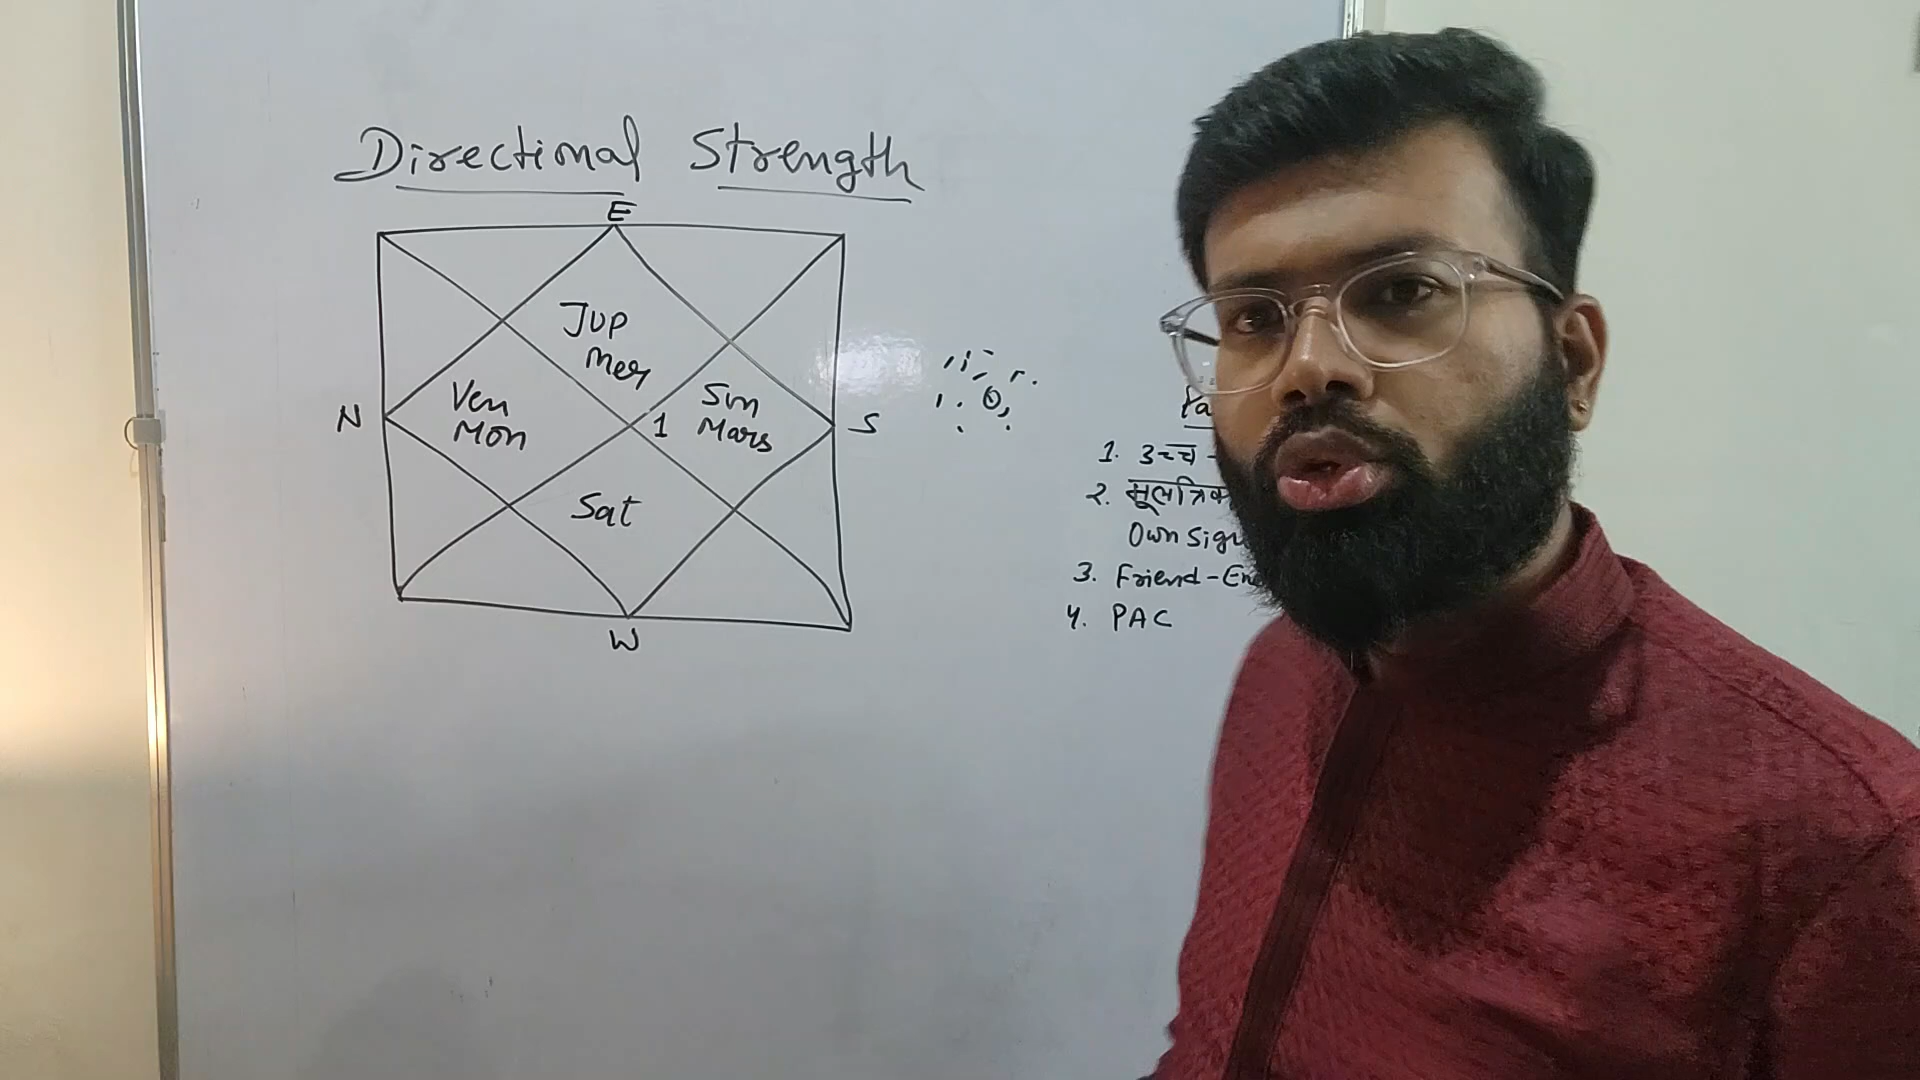 Directional Strength
E
Jup
Mer
Ven
Mon
Sun
Mars
N
1
S
Sat
W
1. उच्च -
2. मूलत्रिक
Own Sign
3. Friend - Ene
4. PAC